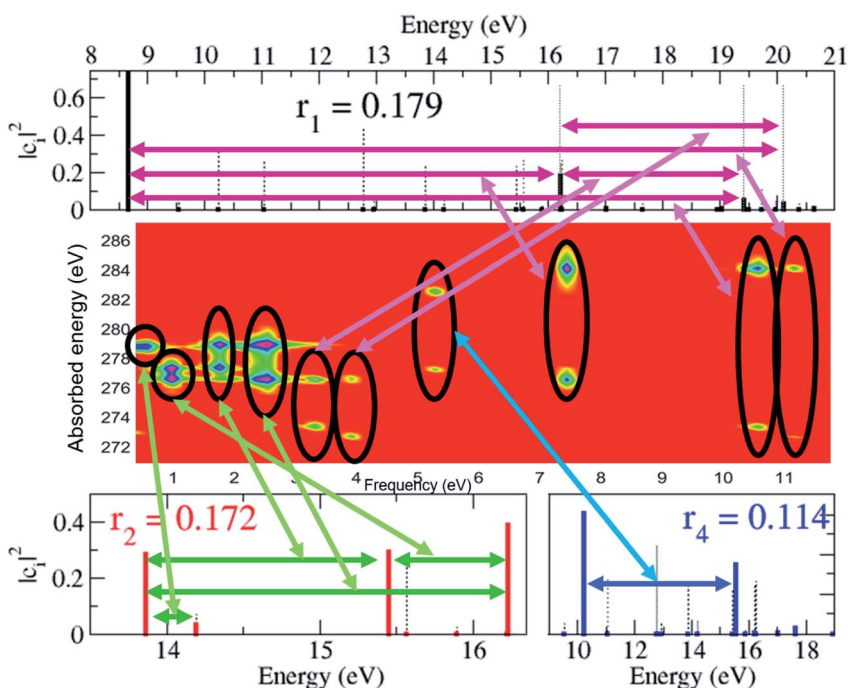 Energy (eV)
8 9 10 11 12 13 14 15 16 17 18 19 20 21
r1 = 0.179
|ci|2
0.6
0.4
0.2
0
Absorbed energy (eV)
286
284
282
280
278
276
274
272
1 2 3 4 5 6 7 8 9 10 11
Frequency (eV)
r2 = 0.172
|ci|2
0.4
0.2
0
14 15 16
Energy (eV)
r4 = 0.114
10 12 14 16 18
Energy (eV)